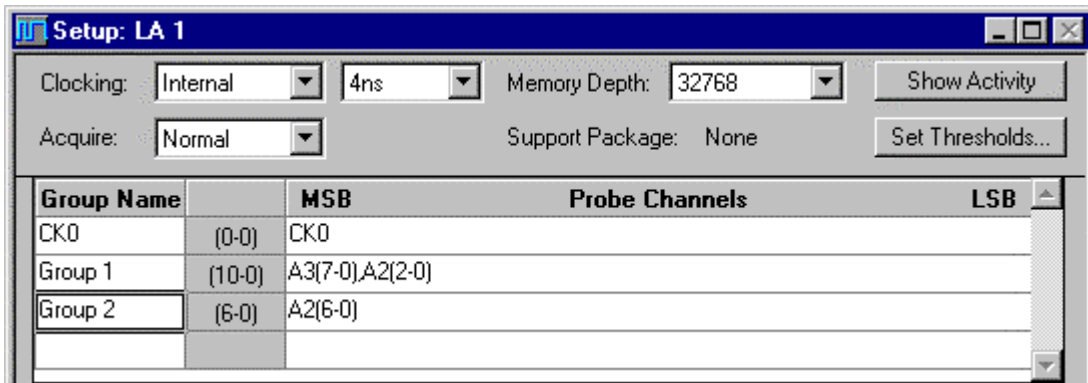 Setup: LA 1
Clocking: Internal 4ns Memory Depth: 32768 Show Activity
Acquire: Normal Support Package: None Set Thresholds...
Group Name MSB Probe Channels LSB
CK0 (0-0) CK0
Group 1 (10-0) A3(7-0),A2(2-0)
Group 2 (6-0) A2(6-0)